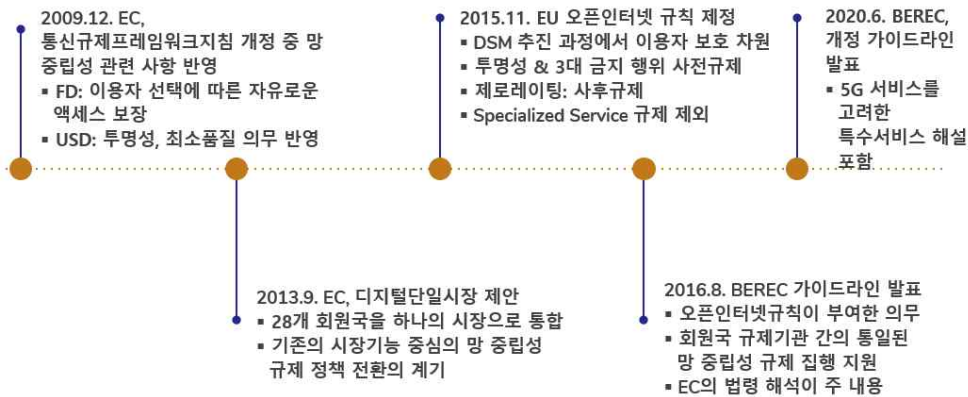 2009.12. EC,
통신규제프레임워크지침 개정 중 망
중립성 관련 사항 반영
▪ FD: 이용자 선택에 따른 자유로운
액세스 보장
▪ USD: 투명성, 최소품질 의무 반영
2013.9. EC, 디지털단일시장 제안
▪ 28개 회원국을 하나의 시장으로 통합
▪ 기존의 시장기능 중심의 망 중립성
규제 정책 전환의 계기
2015.11. EU 오픈인터넷 규칙 제정
▪ DSM 추진 과정에서 이용자 보호 차원
▪ 투명성 & 3대 금지 행위 사전규제
▪ 제로레이팅: 사후규제
▪ Specialized Service 규제 제외
2016.8. BEREC 가이드라인 발표
▪ 오픈인터넷규칙이 부여한 의무
▪ 회원국 규제기관 간의 통일된
망 중립성 규제 집행 지원
▪ EC의 법령 해석이 주 내용
2020.6. BEREC,
개정 가이드라인
발표
▪ 5G 서비스를
고려한
특수서비스 해설
포함